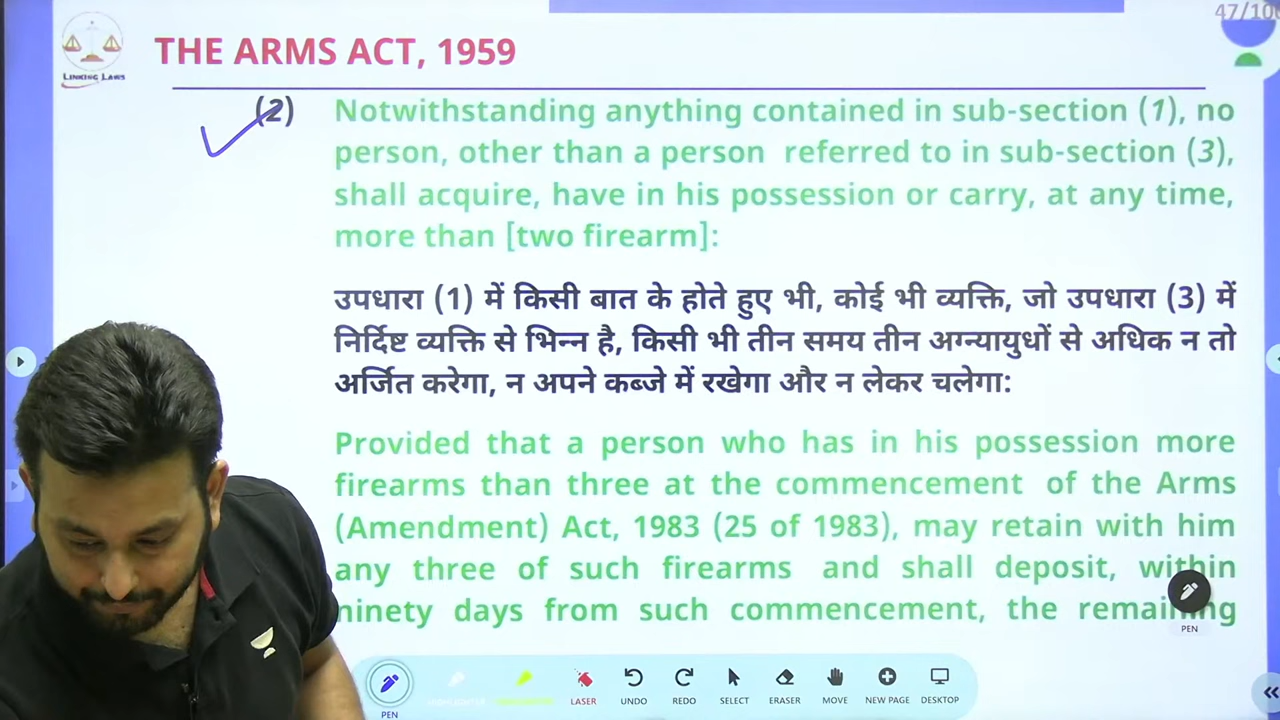 47/100
LINKING LAWS
THE ARMS ACT, 1959
(2) Notwithstanding anything contained in sub-section (1), no
person, other than a person referred to in sub-section (3),
shall acquire, have in his possession or carry, at any time,
more than [two firearm]:
उपधारा (1) में किसी बात के होते हुए भी, कोई भी व्यक्ति, जो उपधारा (3) में
निर्दिष्ट व्यक्ति से भिन्न है, किसी भी तीन समय तीन अग्न्यायुधों से अधिक न तो
अर्जित करेगा, न अपने कब्जे में रखेगा और न लेकर चलेगा:
Provided that a person who has in his possession more
firearms than three at the commencement of the Arms
(Amendment) Act, 1983 (25 of 1983), may retain with him
any three of such firearms and shall deposit, within
ninety days from such commencement, the remaining
PEN
PEN
LASER
UNDO
REDO
SELECT
ERASER
MOVE
NEW PAGE
DESKTOP